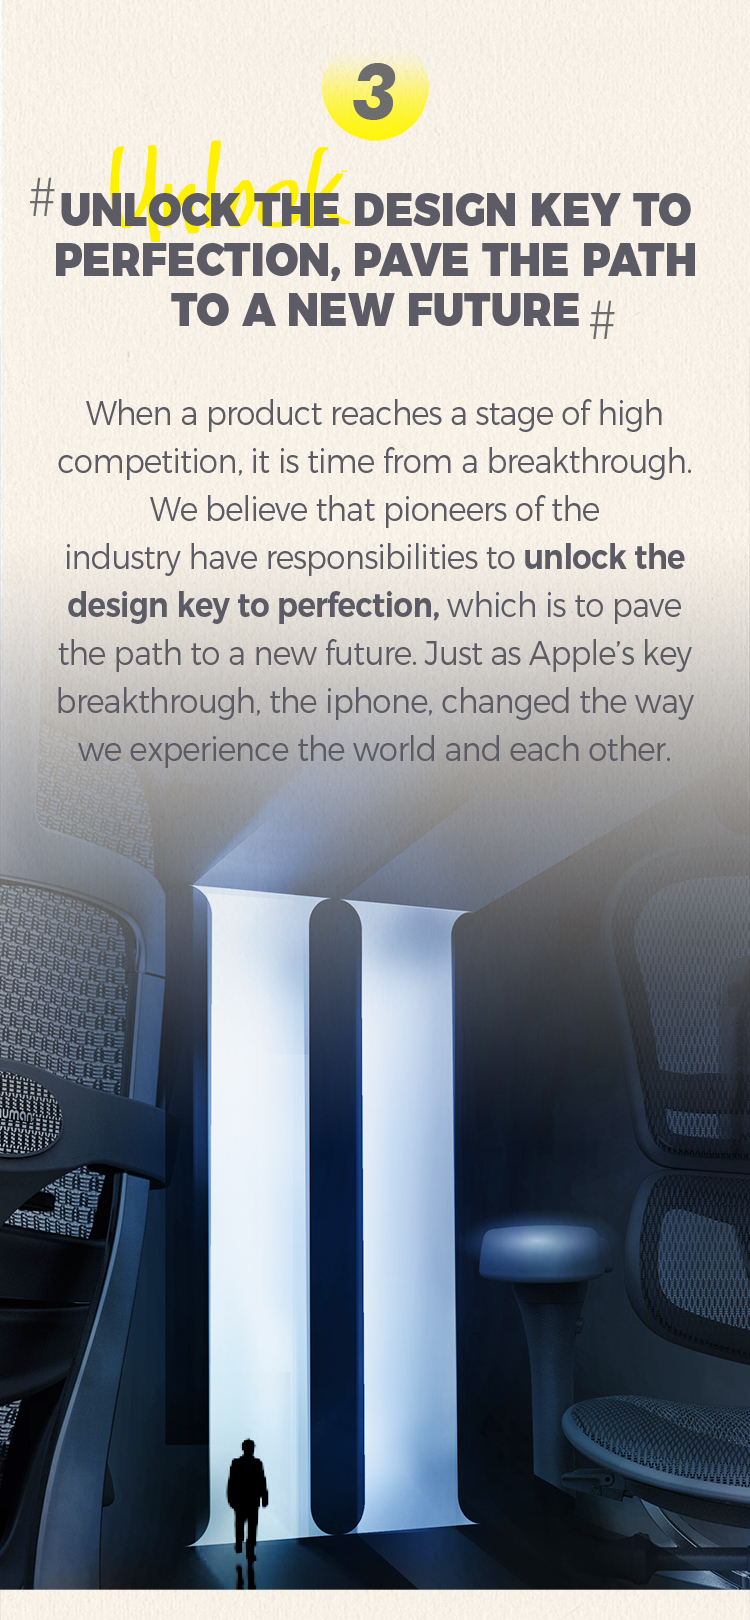 3
Unlock
# UNLOCK THE DESIGN KEY TO
PERFECTION, PAVE THE PATH
TO A NEW FUTURE #
When a product reaches a stage of high
competition, it is time from a breakthrough.
We believe that pioneers of the
industry have responsibilities to unlock the
design key to perfection, which is to pave
the path to a new future. Just as Apple’s key
breakthrough, the iphone, changed the way
we experience the world and each other.